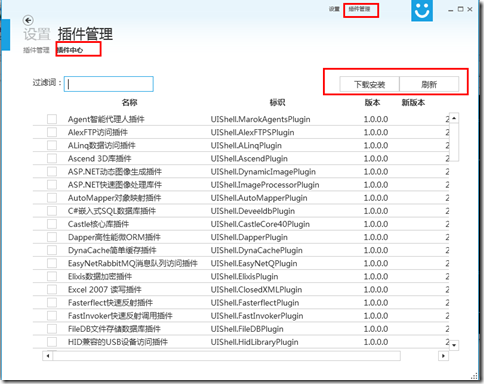 设置 插件管理
设置 插件管理
插件管理 插件中心
过滤词:
下载安装 刷新
名称 标识 版本 新版本
Agent智能代理人插件 UIShell.MarokAgentsPlugin 1.0.0.0 2
AlexFTP访问插件 UIShell.AlexFTPSPlugin 1.0.0.0 2
ALinq数据访问插件 UIShell.ALinqPlugin 1.0.0.0 2
Ascend 3D库插件 UIShell.AscendPlugin 1.0.0.0 2
ASP.NET动态图像生成插件 UIShell.DynamicImagePlugin 1.0.0.0 2
ASP.NET快速图像处理库件 UIShell.ImageProcessorPlugin 1.0.0.0 2
AutoMapper对象映射插件 UIShell.AutoMapperPlugin 1.0.0.0 2
C#嵌入式SQL数据库插件 UIShell.DeveeldbPlugin 1.0.0.0 2
Castle核心库插件 UIShell.CastleCore40Plugin 1.0.0.0 2
Dapper高性能微ORM插件 UIShell.DapperPlugin 1.0.0.0 2
DynaCache简单缓存插件 UIShell.DynaCachePlugin 1.0.0.0 2
EasyNetRabbitMQ消息队列访问插件 UIShell.EasyNetQPlugin 1.0.0.0 2
Elixis数据加密插件 UIShell.ElixisPlugin 1.0.0.0 2
Excel 2007 读写插件 UIShell.ClosedXMLPlugin 1.0.0.0 2
Fasterflect快速反射插件 UIShell.FasterflectPlugin 1.0.0.0 2
FastInvoker快速反射调用插件 UIShell.FastInvokerPlugin 1.0.0.0 2
FileDB文件存储数据库插件 UIShell.FileDBPlugin 1.0.0.0 2
HID兼容的USB设备访问插件 UIShell.HidLibraryPlugin 1.0.0.0 2